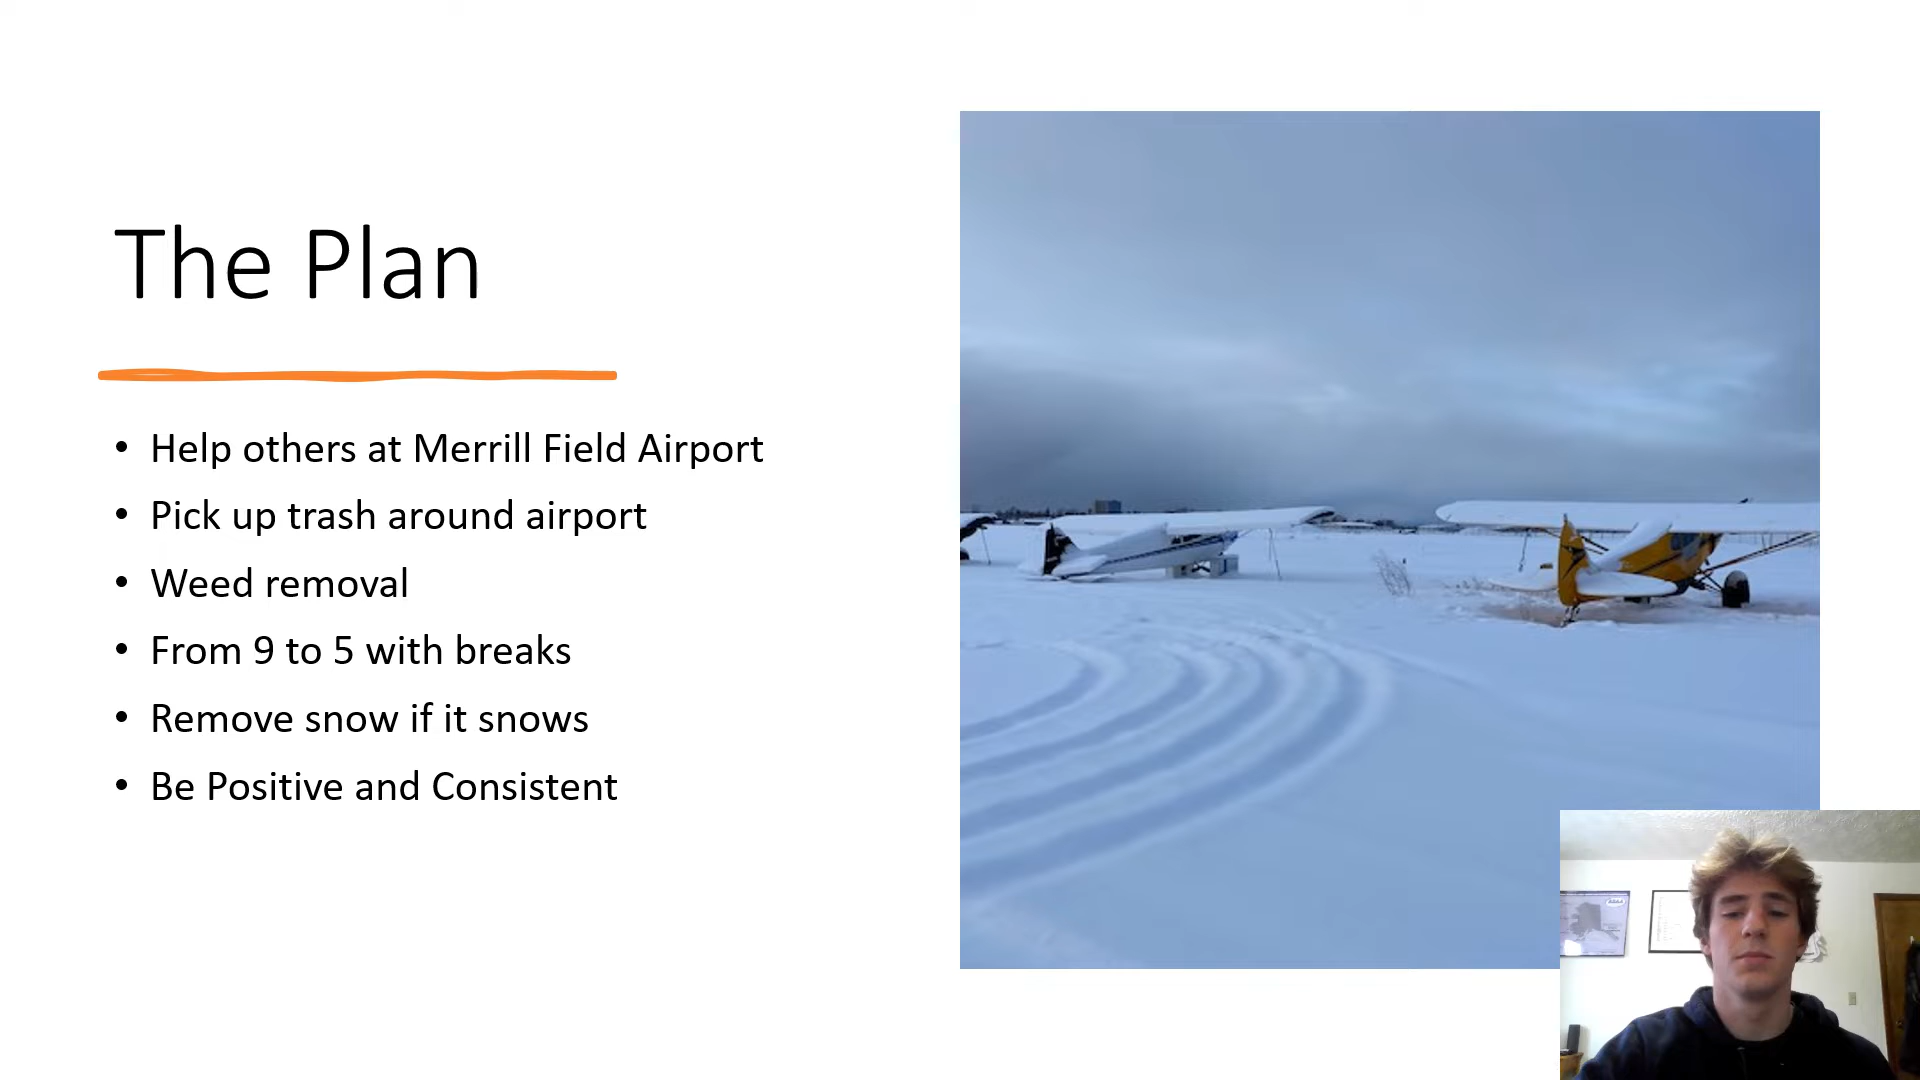 The Plan
• Help others at Merrill Field Airport
• Pick up trash around airport
• Weed removal
• From 9 to 5 with breaks
• Remove snow if it snows
• Be Positive and Consistent